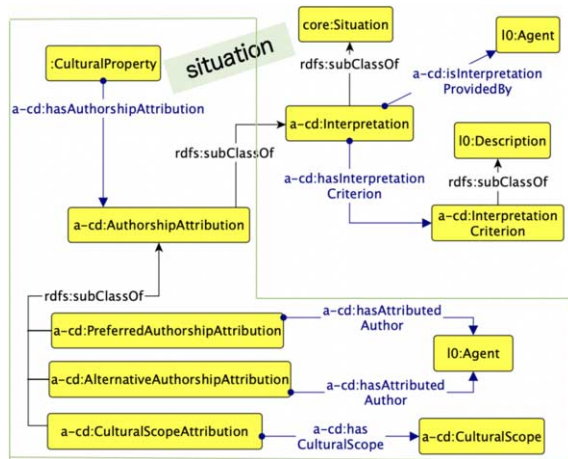 core:Situation
l0:Agent
:CulturalProperty
situation
rdfs:subClassOf
a-cd:isInterpretation
ProvidedBy
a-cd:hasAuthorshipAttribution
a-cd:Interpretation
l0:Description
rdfs:subClassOf
a-cd:hasInterpretation
Criterion
rdfs:subClassOf
a-cd:AuthorshipAttribution
a-cd:Interpretation
Criterion
rdfs:subClassOf
a-cd:hasAttributed
Author
a-cd:PreferredAuthorshipAttribution
l0:Agent
a-cd:AlternativeAuthorshipAttribution
a-cd:hasAttributed
Author
a-cd:CulturalScopeAttribution
a-cd:has
CulturalScope
a-cd:CulturalScope